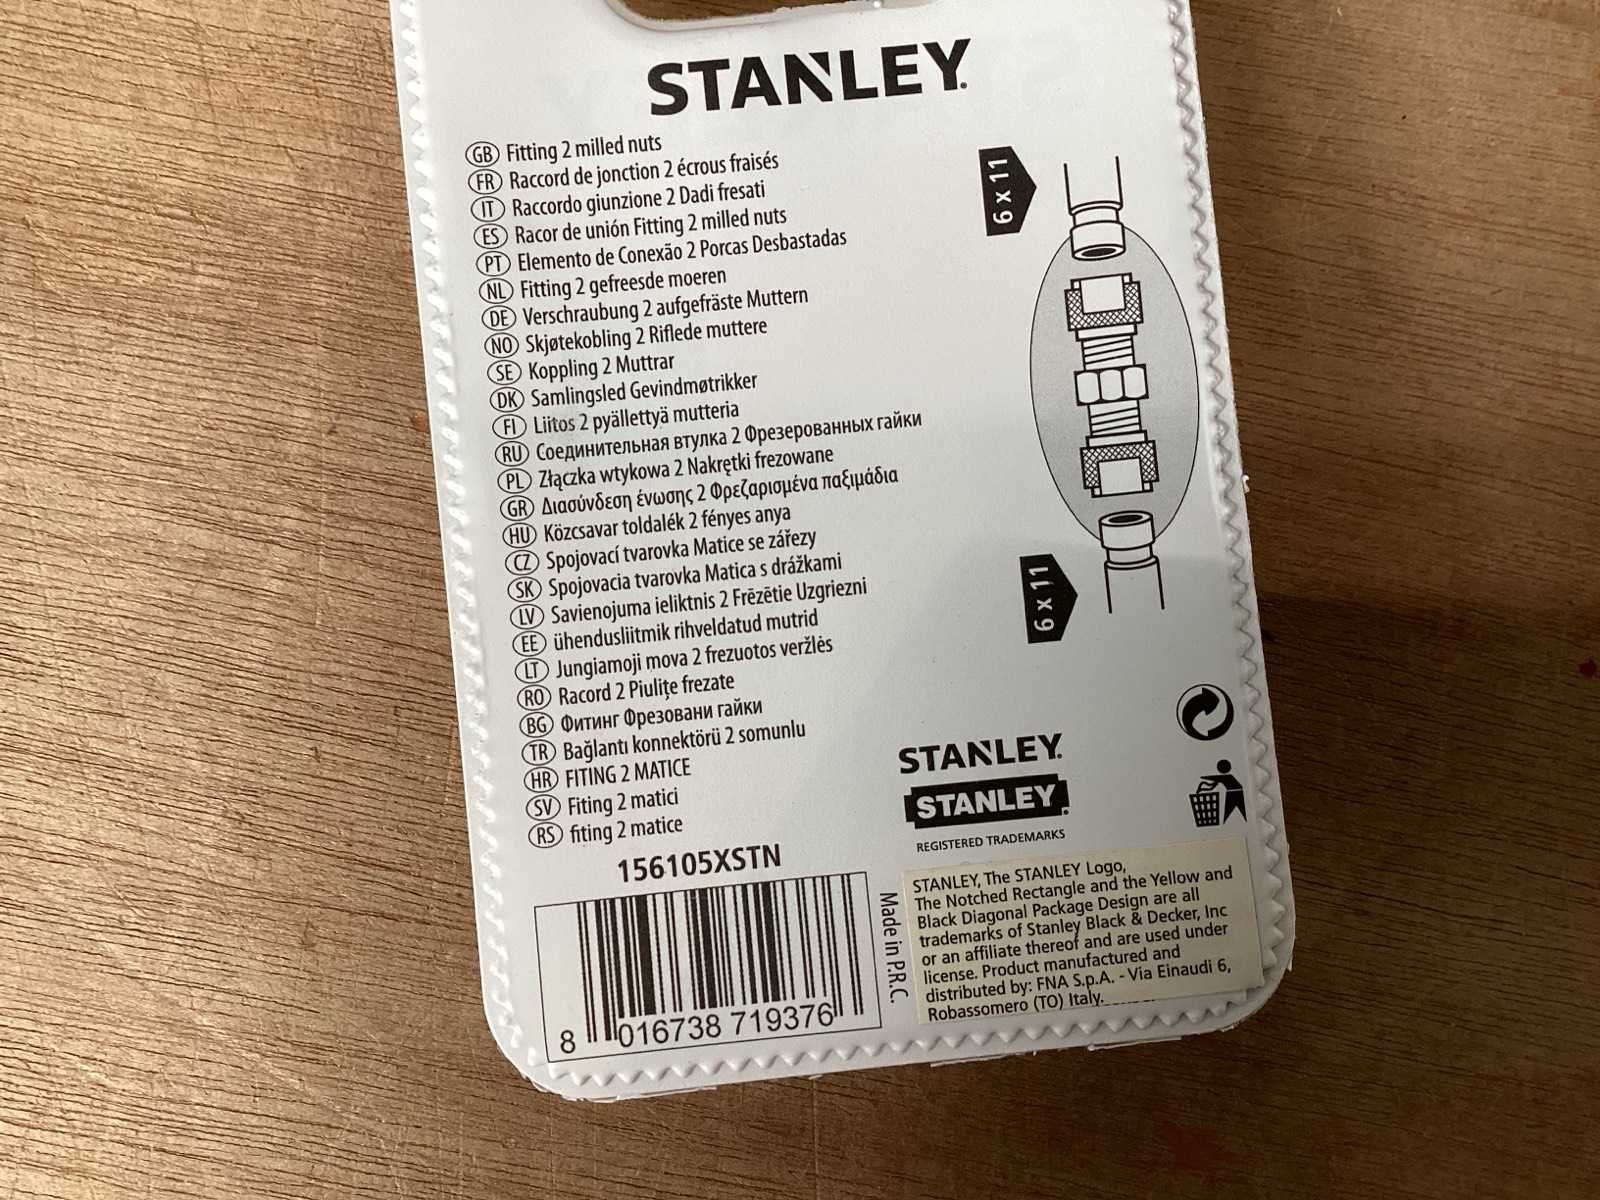 STANLEY.
GB Fitting 2 milled nuts
FR Raccord de jonction 2 écrous fraisés
IT Raccordo giunzione 2 Dadi fresati
ES Racor de unión Fitting 2 milled nuts
PT Elemento de Conexão 2 Porcas Desbastadas
NL Fitting 2 gefreesde moeren
DE Verschraubung 2 aufgefräste Muttern
NO Skjøtekobling 2 Riflede muttere
SE Koppling 2 Muttrar
DK Samlingsled Gevindmøtrikker
FI Liitos 2 pyällettyä mutteria
RU Соединительная втулка 2 Фрезерованных гайки
PL Złączka wtykowa 2 Nakrętki frezowane
GR Διασύνδεση ένωσης 2 Φρεζαρισμένα παξιμάδια
HU Közcsavar toldalék 2 fényes anya
CZ Spojovací tvarovka Matice se zářezy
SK Spojovacia tvarovka Matica s drážkami
LV Savienojuma ieliktnis 2 Frēzētie Uzgriezni
EE ühendusliitmik rihveldatud mutrid
LT Jungiamoji mova 2 frezuotos veržlės
RO Racord 2 Piulițe frezate
BG Фитинг Фрезовани гайки
TR Bağlantı konnektörü 2 somunlu
HR FITING 2 MATICE
SV Fiting 2 matici
RS fiting 2 matice
6 x 11
6 x 11
STANLEY.
STANLEY.
REGISTERED TRADEMARKS
156105XSTN
8 016738 719376
Made in P.R.C.
STANLEY, The STANLEY Logo,
The Notched Rectangle and the Yellow and
Black Diagonal Package Design are all
trademarks of Stanley Black & Decker, Inc
or an affiliate thereof and are used under
license. Product manufactured and
distributed by: FNA S.p.A. - Via Einaudi 6,
Robassomero (TO) Italy.